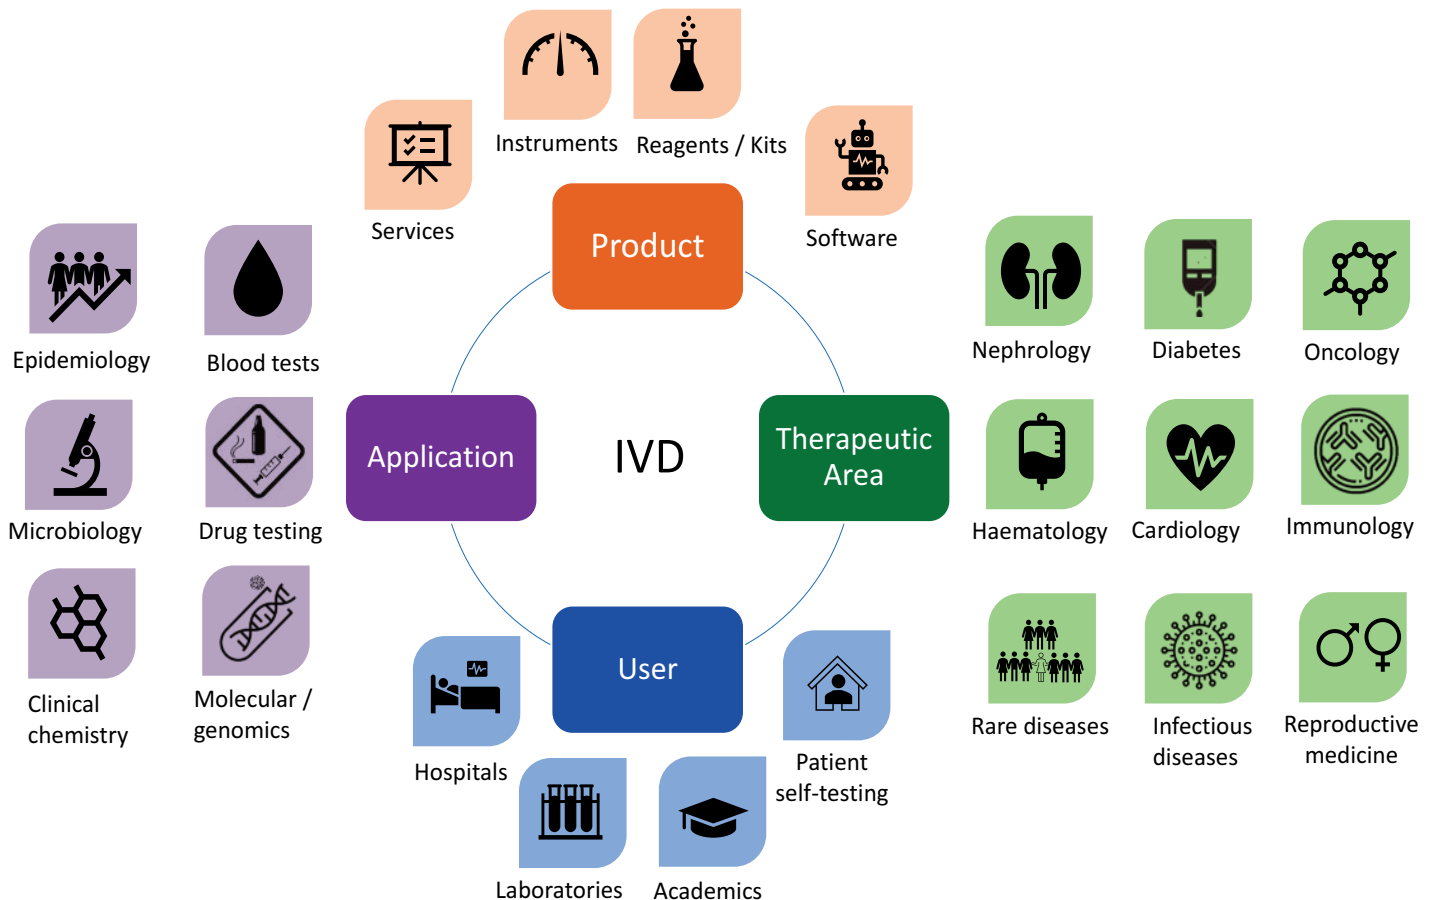 Instruments
Reagents / Kits
Services
Software
Product
Epidemiology
Blood tests
Microbiology
Drug testing
Clinical
chemistry
Molecular /
genomics
Application
IVD
Therapeutic
Area
Nephrology
Diabetes
Oncology
Haematology
Cardiology
Immunology
Rare diseases
Infectious
diseases
Reproductive
medicine
User
Hospitals
Patient
self-testing
Laboratories
Academics